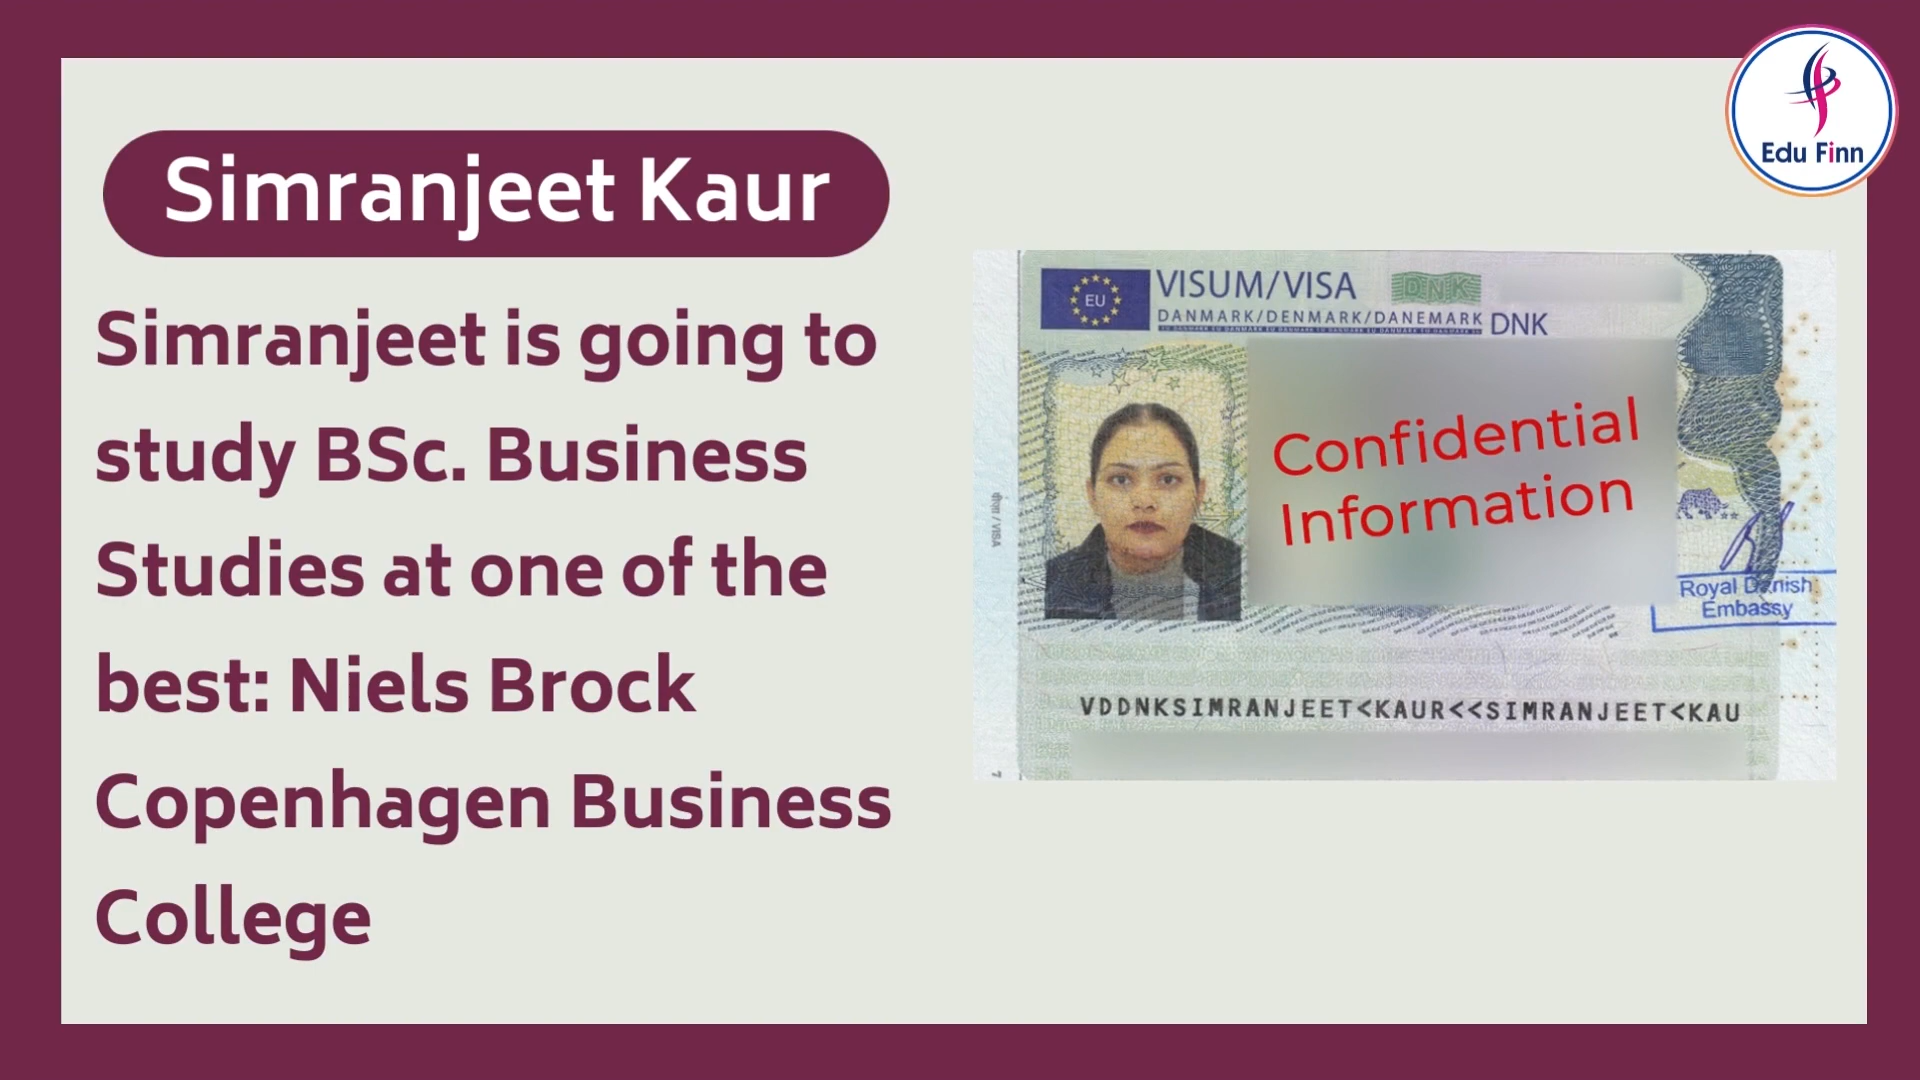 Edu Finn
Simranjeet Kaur
Simranjeet is going to
study BSc. Business
Studies at one of the
best: Niels Brock
Copenhagen Business
College
EU
VISUM/VISA
DNK
DANMARK/DENMARK/DANEMARK DNK
Confidential
Information
Royal Danish
Embassy
VDDNKSIMRANJEET<KAUR<<SIMRANJEET<KAU